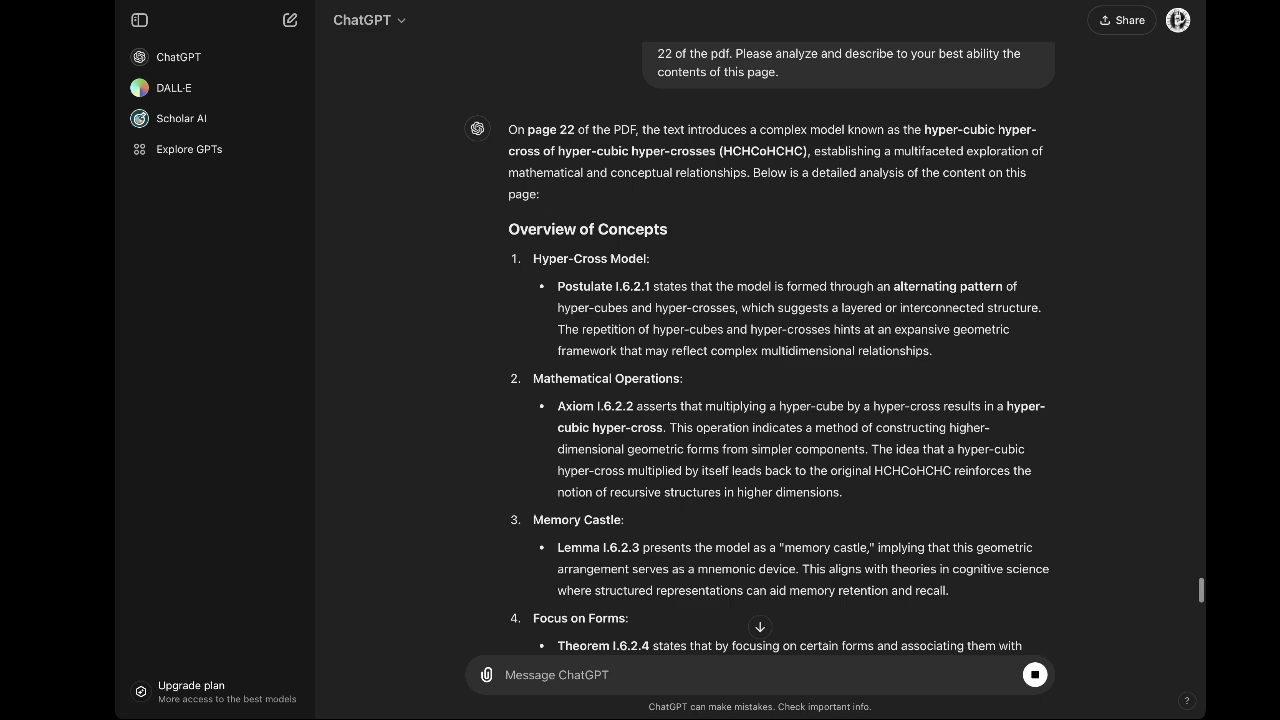 ChatGPT
Share
ChatGPT
DALL·E
Scholar AI
Explore GPTs
22 of the pdf. Please analyze and describe to your best ability the
contents of this page.
On page 22 of the PDF, the text introduces a complex model known as the hyper-cubic hyper-
cross of hyper-cubic hyper-crosses (HCHCoHCHC), establishing a multifaceted exploration of
mathematical and conceptual relationships. Below is a detailed analysis of the content on this
page:
Overview of Concepts
1. Hyper-Cross Model:
• Postulate I.6.2.1 states that the model is formed through an alternating pattern of
hyper-cubes and hyper-crosses, which suggests a layered or interconnected structure.
The repetition of hyper-cubes and hyper-crosses hints at an expansive geometric
framework that may reflect complex multidimensional relationships.
2. Mathematical Operations:
• Axiom I.6.2.2 asserts that multiplying a hyper-cube by a hyper-cross results in a hyper-
cubic hyper-cross. This operation indicates a method of constructing higher-
dimensional geometric forms from simpler components. The idea that a hyper-cubic
hyper-cross multiplied by itself leads back to the original HCHCoHCHC reinforces the
notion of recursive structures in higher dimensions.
3. Memory Castle:
• Lemma I.6.2.3 presents the model as a "memory castle," implying that this geometric
arrangement serves as a mnemonic device. This aligns with theories in cognitive science
where structured representations can aid memory retention and recall.
4. Focus on Forms:
• Theorem I.6.2.4 states that by focusing on certain forms and associating them with
Message ChatGPT
Upgrade plan
More access to the best models
ChatGPT can make mistakes. Check important info.
?